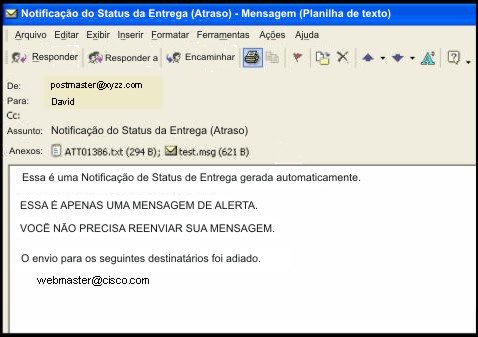 Notificação do Status da Entrega (Atraso) - Mensagem (Planilha de texto)
Arquivo Editar Exibir Inserir Formatar Ferramentas Ações Ajuda
Responder Responder a Encaminhar
De: postmaster@xyzz.com
Para: David
Cc:
Assunto: Notificação do Status da Entrega (Atraso)
Anexos: ATT01386.txt (294 B); test.msg (621 B)
Essa é uma Notificação de Status de Entrega gerada automaticamente.
ESSA É APENAS UMA MENSAGEM DE ALERTA.
VOCÊ NÃO PRECISA REENVIAR SUA MENSAGEM.
O envio para os seguintes destinatários foi adiado.
webmaster@cisco.com